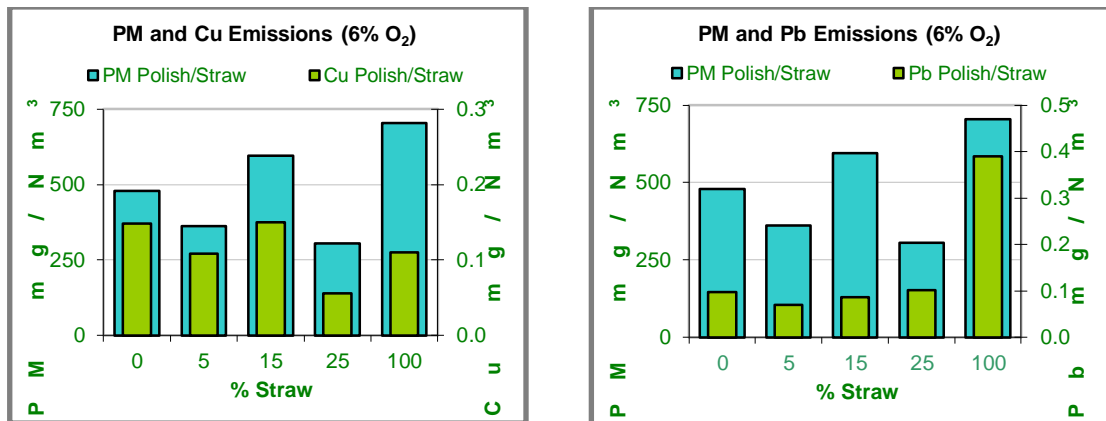 PM and Cu Emissions (6% O₂)
PM Polish/Straw Cu Polish/Straw
750
500
250
0
PM mg/Nm³
0.3
0.2
0.1
0.0
Cu mg/Nm³
0 5 15 25 100
% Straw
PM and Pb Emissions (6% O₂)
PM Polish/Straw Pb Polish/Straw
750
500
250
0
PM mg/Nm³
0.5
0.4
0.3
0.2
0.1
0.0
Pb mg/Nm³
0 5 15 25 100
% Straw